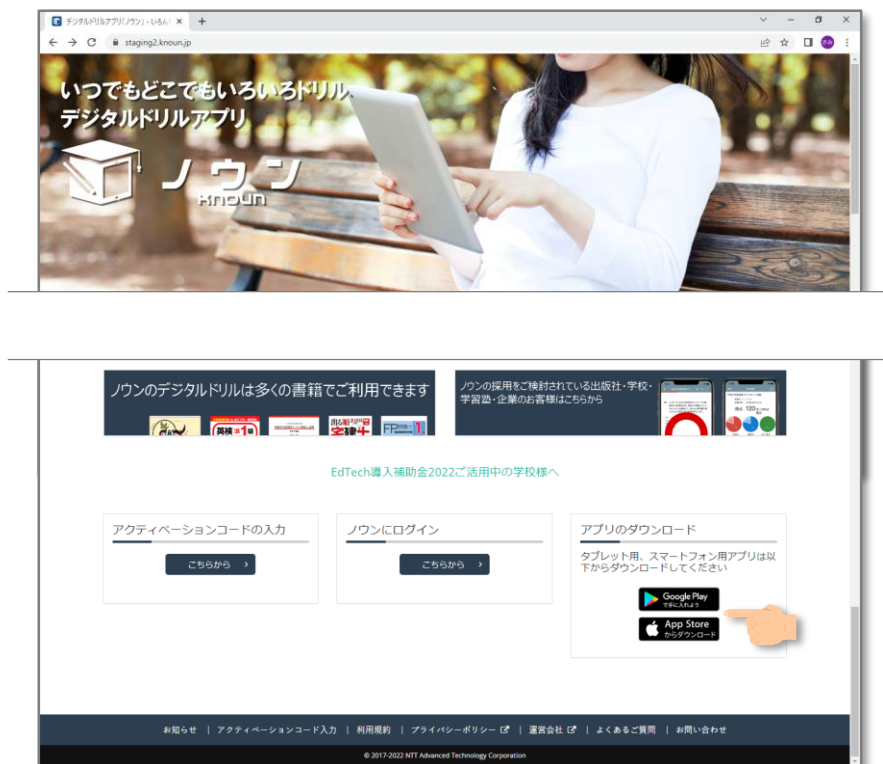 デジタルドリルアプリ「ノウン」 - いろん
staging2.knoun.jp
いつでもどこでもいろいろドリル、
デジタルドリルアプリ
ノウン
KNOUN
ノウンのデジタルドリルは多くの書籍でご利用できます
ノウンの採用をご検討されている出版社・学校・
学習塾・企業のお客様はこちらから
英検 準1級
出る順
宅建士
FP
EdTech導入補助金2022ご活用中の学校様へ
アクティベーションコードの入力
こちらから
ノウンにログイン
こちらから
アプリのダウンロード
タブレット用、スマートフォン用アプリは以
下からダウンロードしてください
Google Play
で手に入れよう
App Store
からダウンロード
お知らせ | アクティベーションコード入力 | 利用規約 | プライバシーポリシー | 運営会社 | よくあるご質問 | お問い合わせ
© 2017-2022 NTT Advanced Technology Corporation